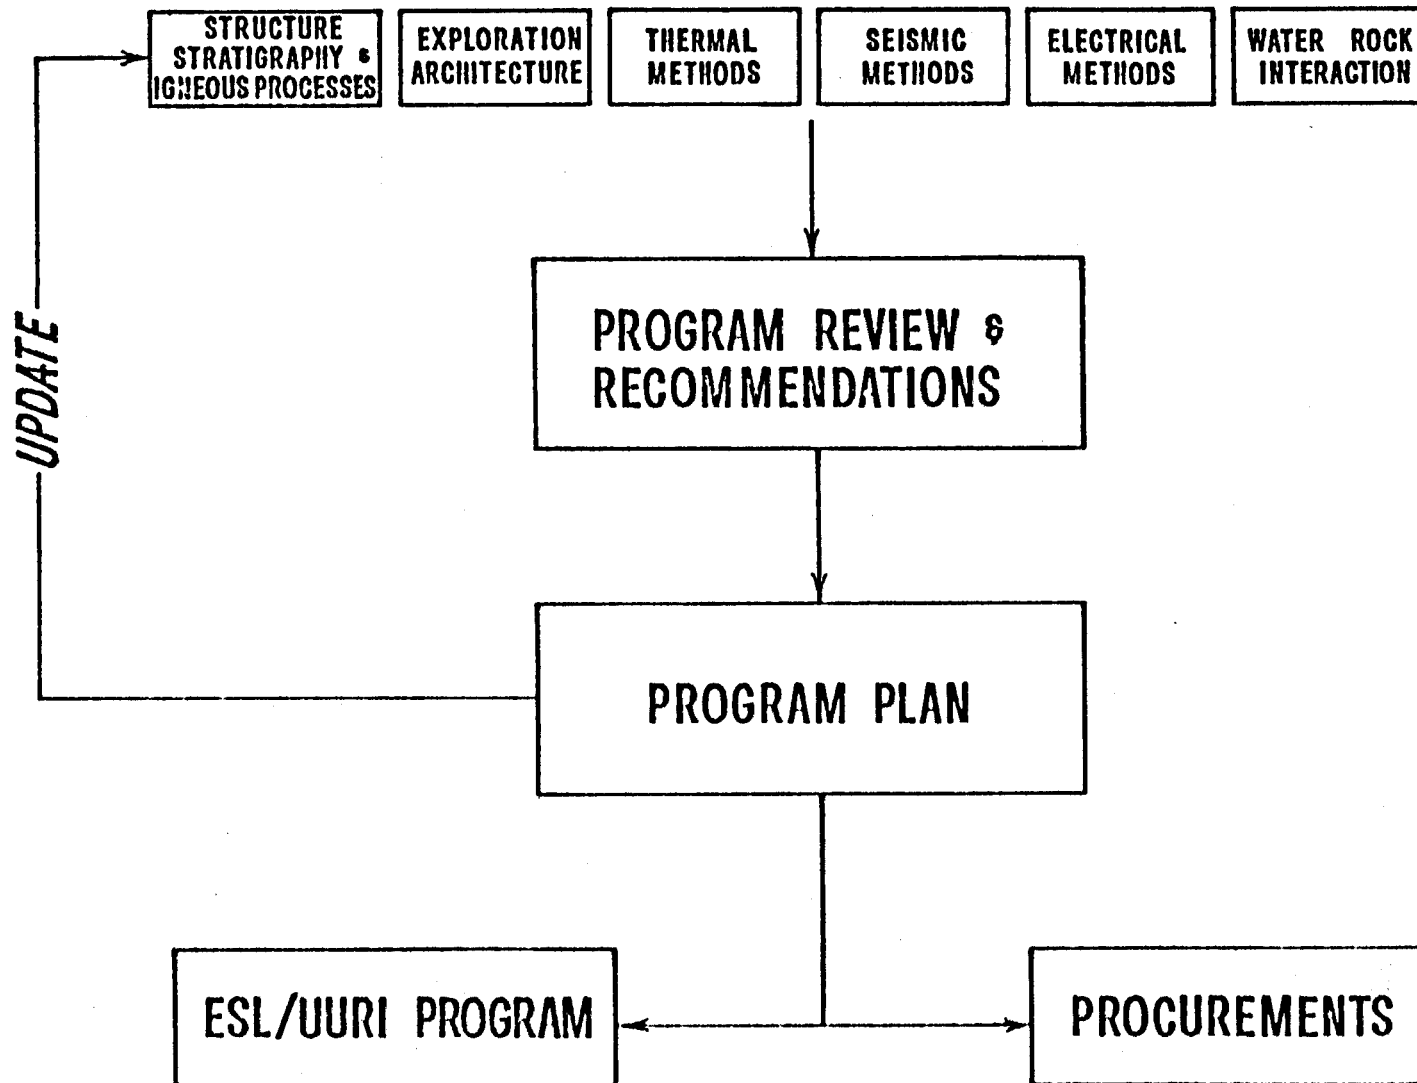 STRUCTURE
STRATIGRAPHY &
IGNEOUS PROCESSES
EXPLORATION
ARCHITECTURE
THERMAL
METHODS
SEISMIC
METHODS
ELECTRICAL
METHODS
WATER ROCK
INTERACTION
PROGRAM REVIEW &
RECOMMENDATIONS
UPDATE
PROGRAM PLAN
ESL/UURI PROGRAM
PROCUREMENTS